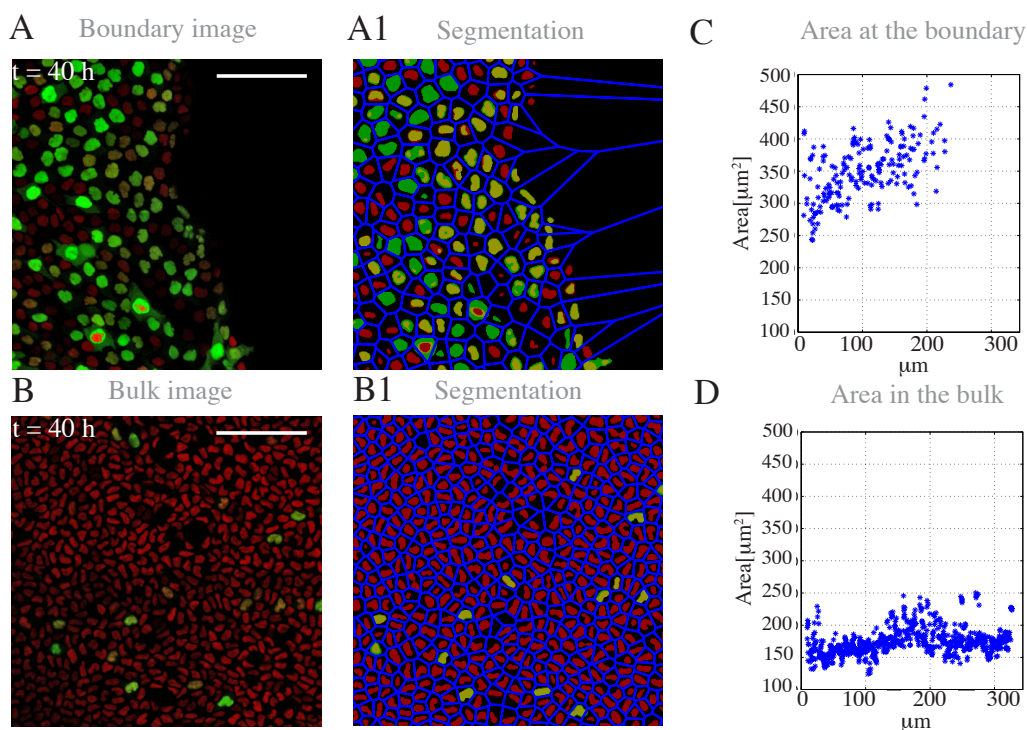 A Boundary image
t = 40 h
A1 Segmentation
C Area at the boundary
500
450
400
350
300
250
300
150
100
Area[μm²]
0 100 200 300
μm
B Bulk image
t = 40 h
B1 Segmentation
D Area in the bulk
500
450
400
350
300
250
200
150
100
Area[μm²]
0 100 200 300
μm